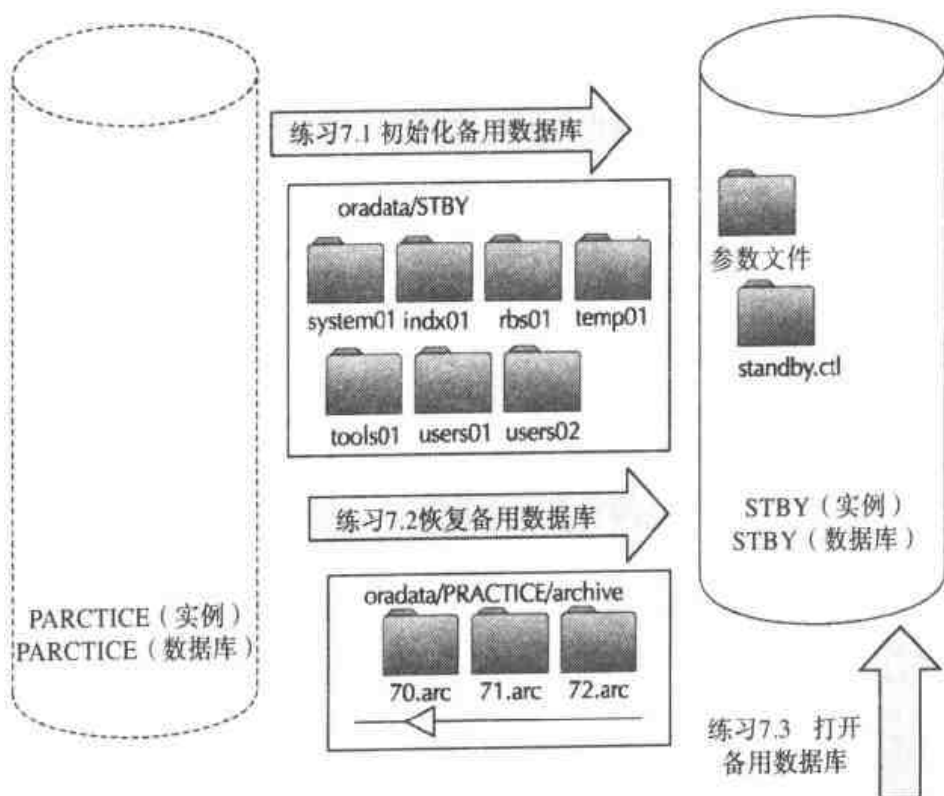 练习7.1 初始化备用数据库
oradata/STBY
system01 indx01 rbs01 temp01
tools01 users01 users02
参数文件
standby.ctl
练习7.2恢复备用数据库
STBY（实例）
STBY（数据库）
oradata/PRACTICE/archive
70.arc 71.arc 72.arc
PARCTICE（实例）
PARCTICE（数据库）
练习7.3 打开
备用数据库